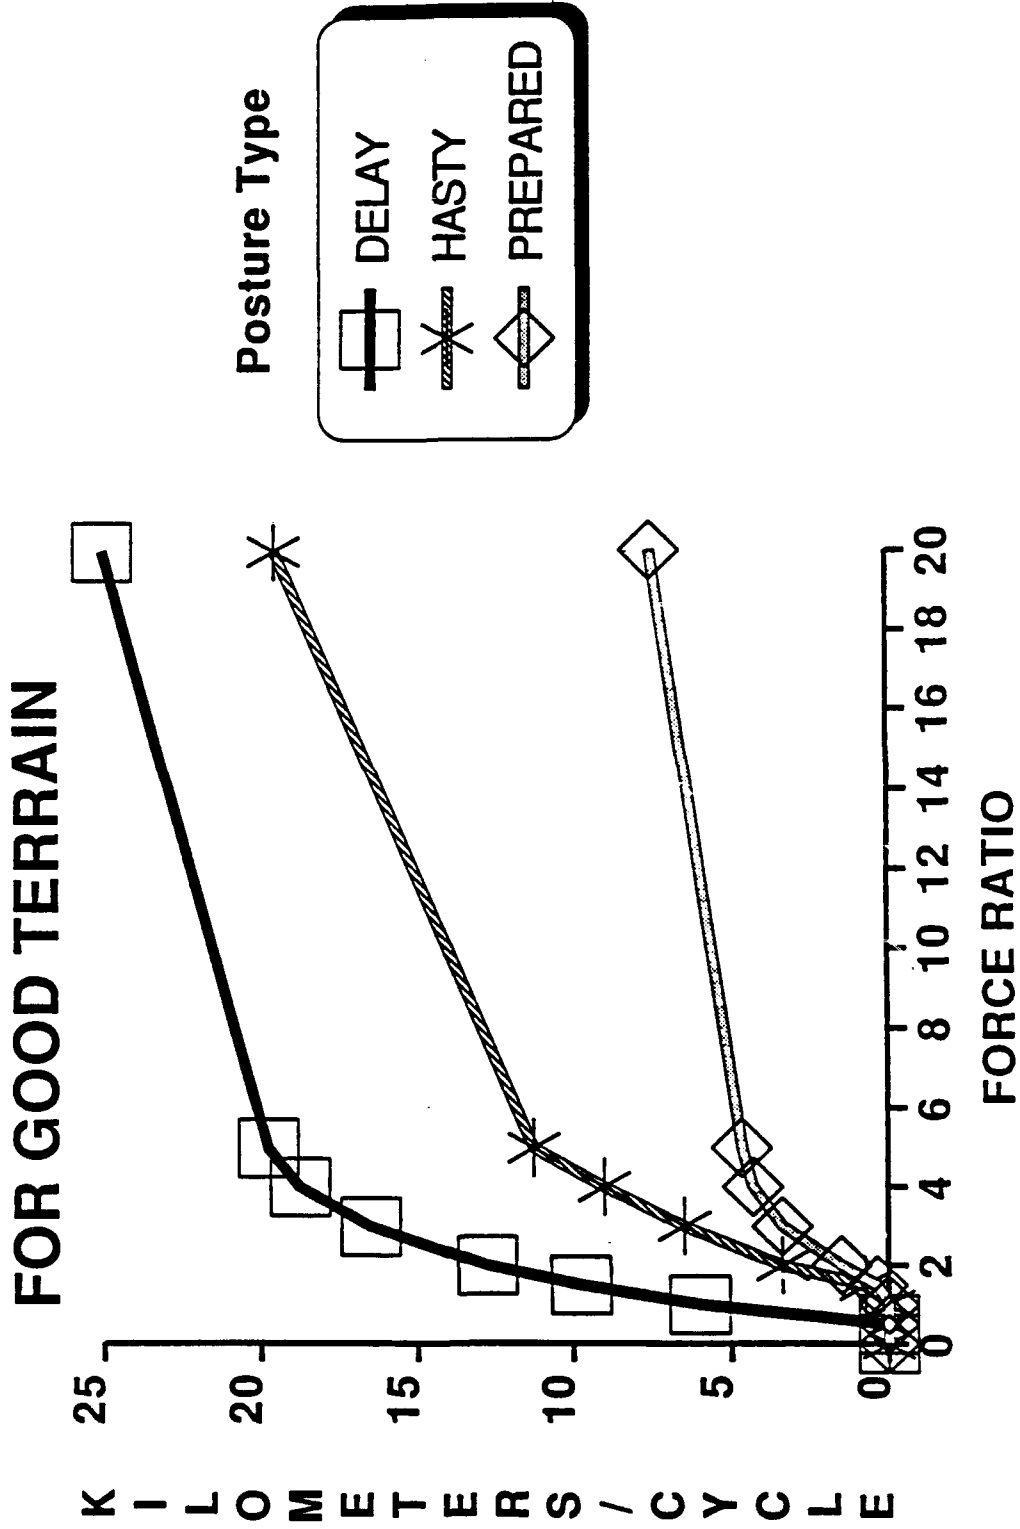 FOR GOOD TERRAIN
KILOMETERS/CYCLE
25
20
15
10
5
0
0 2 4 6 8 10 12 14 16 18 20
FORCE RATIO
Posture Type
DELAY
HASTY
PREPARED